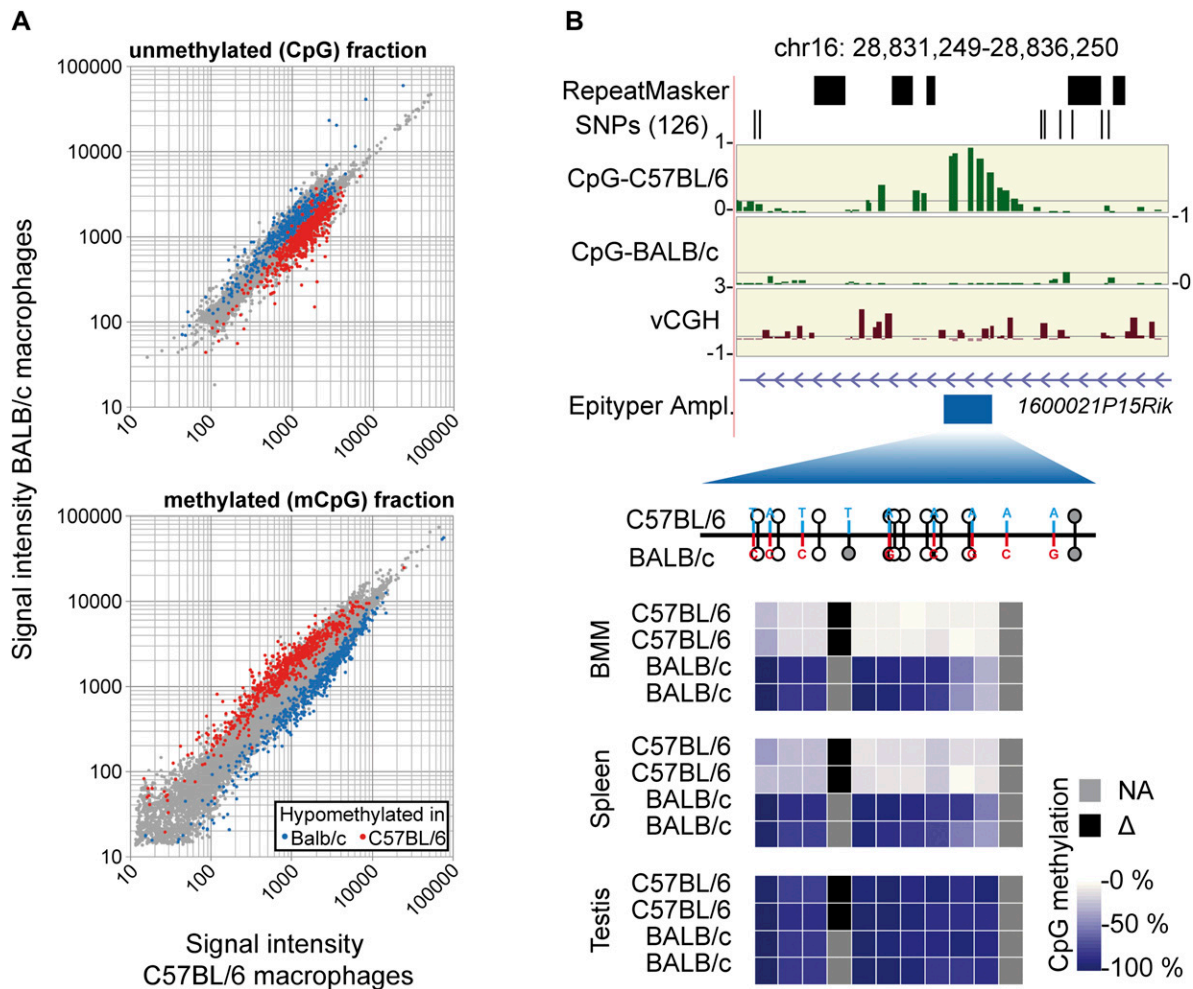 A
unmethylated (CpG) fraction
100000
10000
1000
100
10
10
100
1000
10000
100000
methylated (mCpG) fraction
100000
10000
1000
100
10
Hypomethylated in
Balb/c
C57BL/6
10
100
1000
10000
100000
Signal intensity BALB/c macrophages
Signal intensity
C57BL/6 macrophages
B
chr16: 28,831,249-28,836,250
RepeatMasker
SNPs (126)
1-
CpG-C57BL/6
0-
-1
CpG-BALB/c
-0
3-
vCGH
-1-
Epityper Ampl.
1600021P15Rik
T A T T A A A A A
C57BL/6
BALB/c
C C C G C G C G
BMM
C57BL/6
C57BL/6
BALB/c
BALB/c
Spleen
C57BL/6
C57BL/6
BALB/c
BALB/c
Testis
C57BL/6
C57BL/6
BALB/c
BALB/c
NA
Δ
CpG methylation
-0 %
-50 %
-100 %